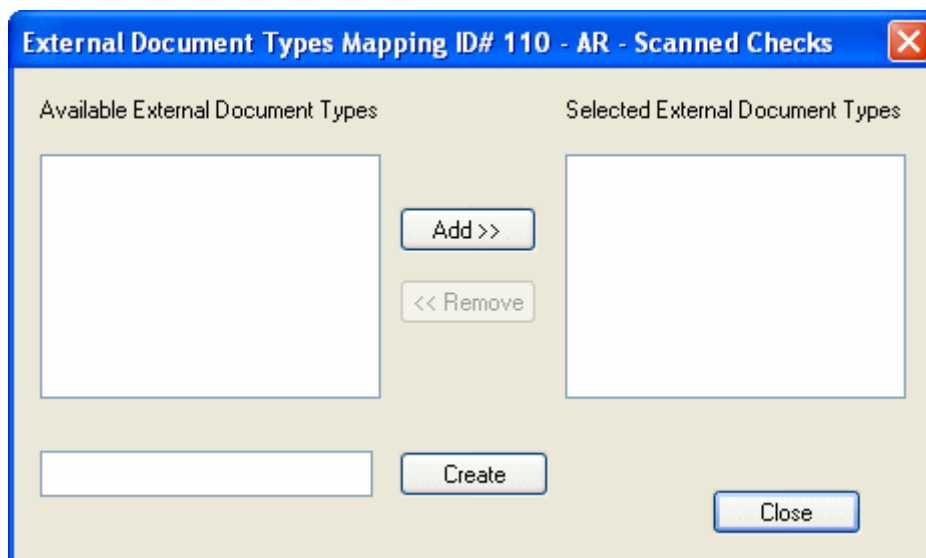 External Document Types Mapping ID# 110 - AR - Scanned Checks
Available External Document Types
Selected External Document Types
Add >>
<< Remove
Create
Close